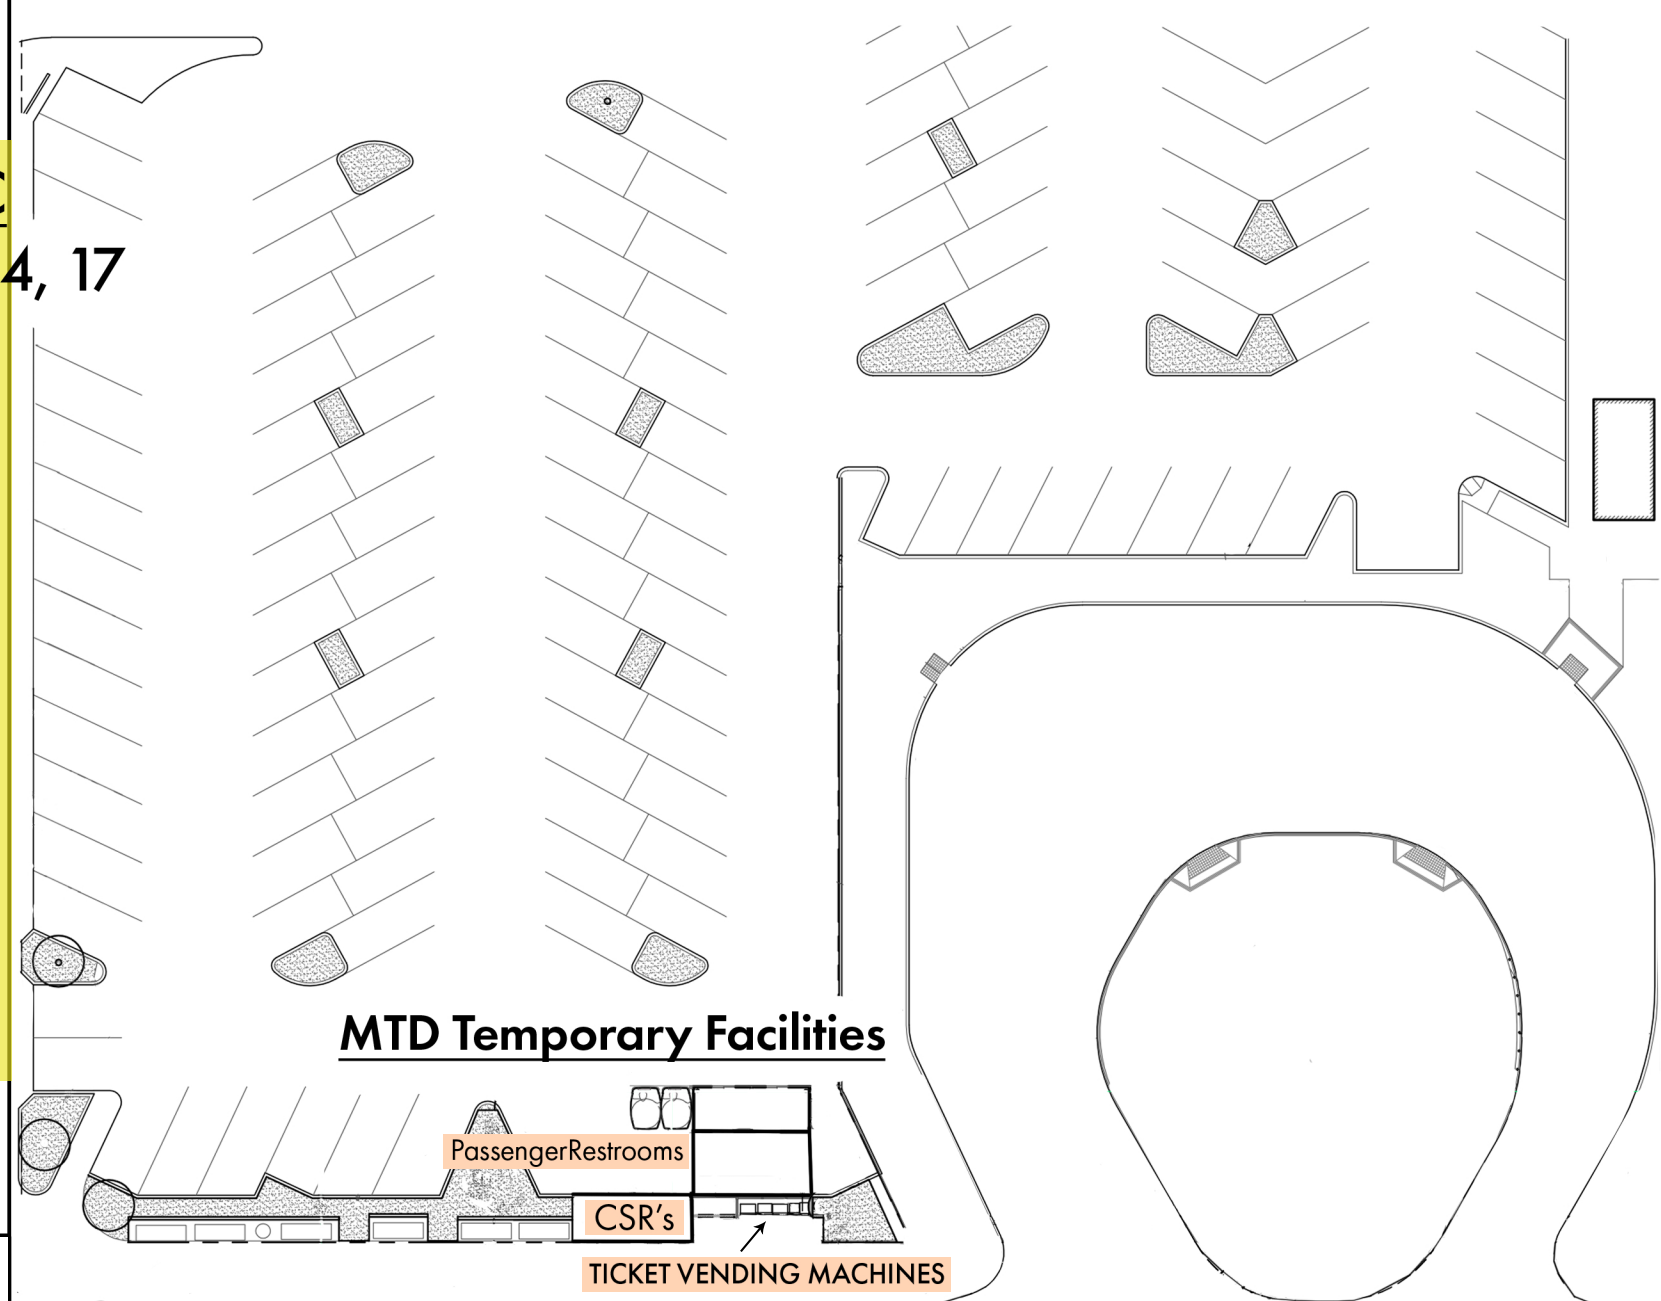 4, 17
MTD Temporary Facilities
PassengerRestrooms
CSR's
TICKET VENDING MACHINES